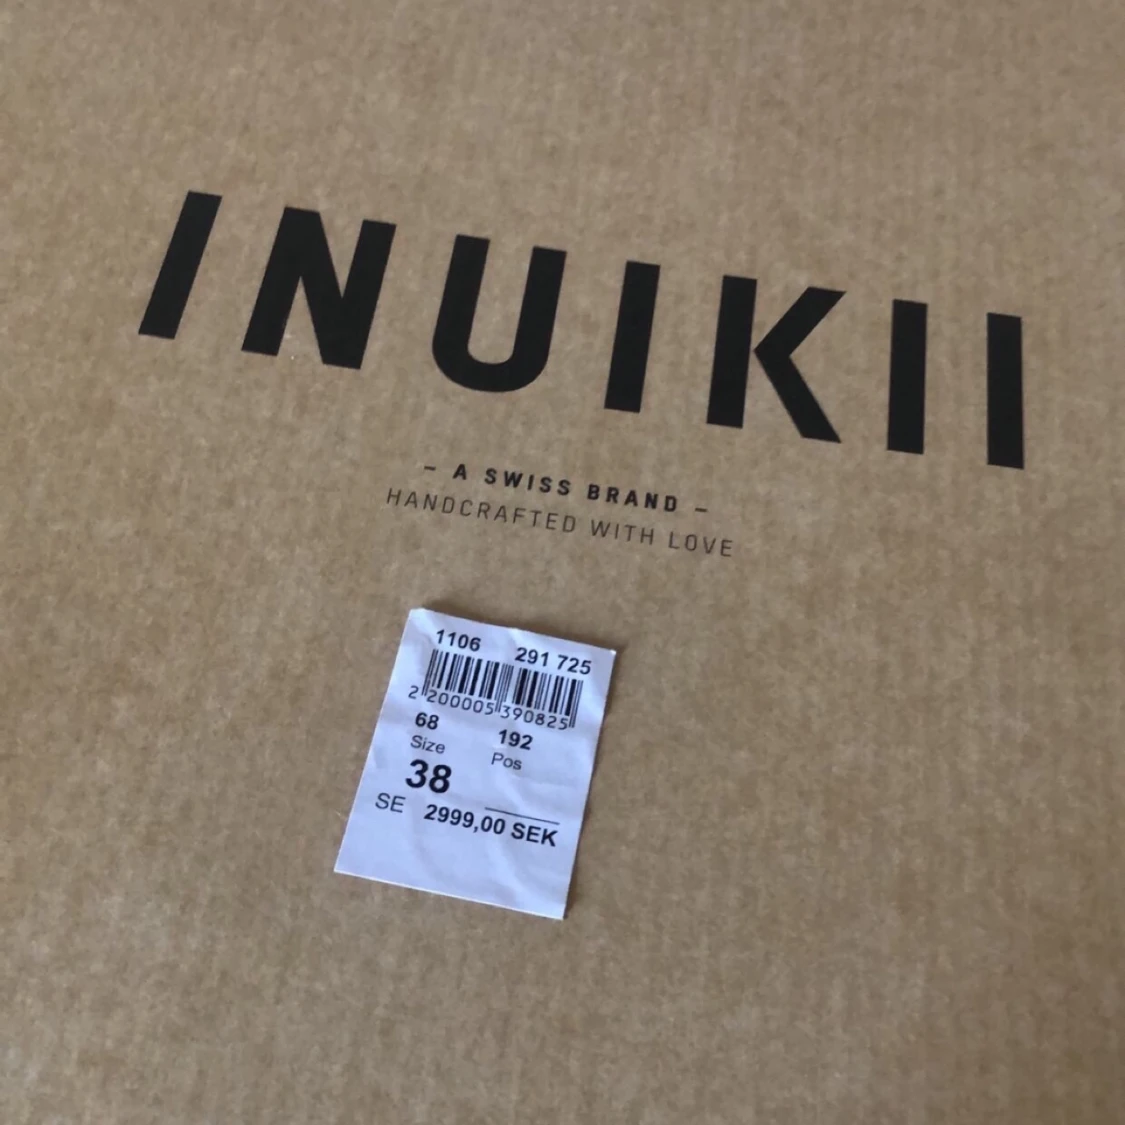 INUIKII
– A SWISS BRAND –
HANDCRAFTED WITH LOVE
1106 291 725
2 200005 390825
68 192
Size Pos
38
SE 2999,00 SEK